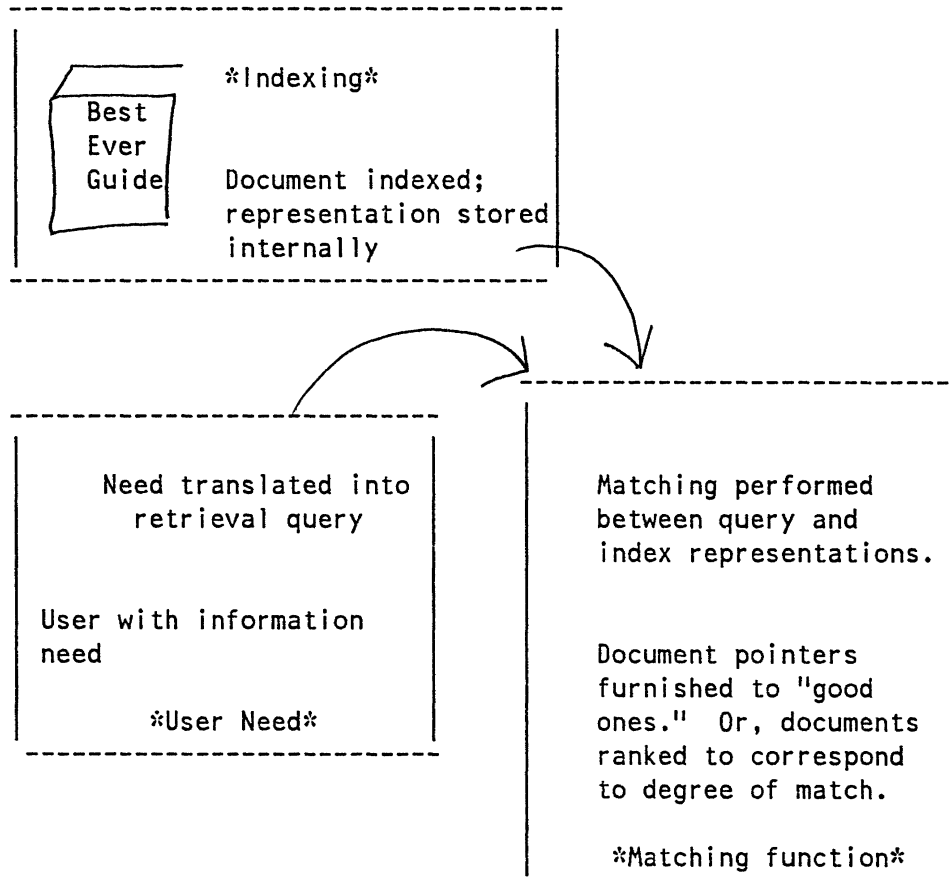 *Indexing*
Best
Ever
Guide
Document indexed;
representation stored
internally
Need translated into
retrieval query
User with information
need
*User Need*
Matching performed
between query and
index representations.
Document pointers
furnished to "good
ones." Or, documents
ranked to correspond
to degree of match.
*Matching function*